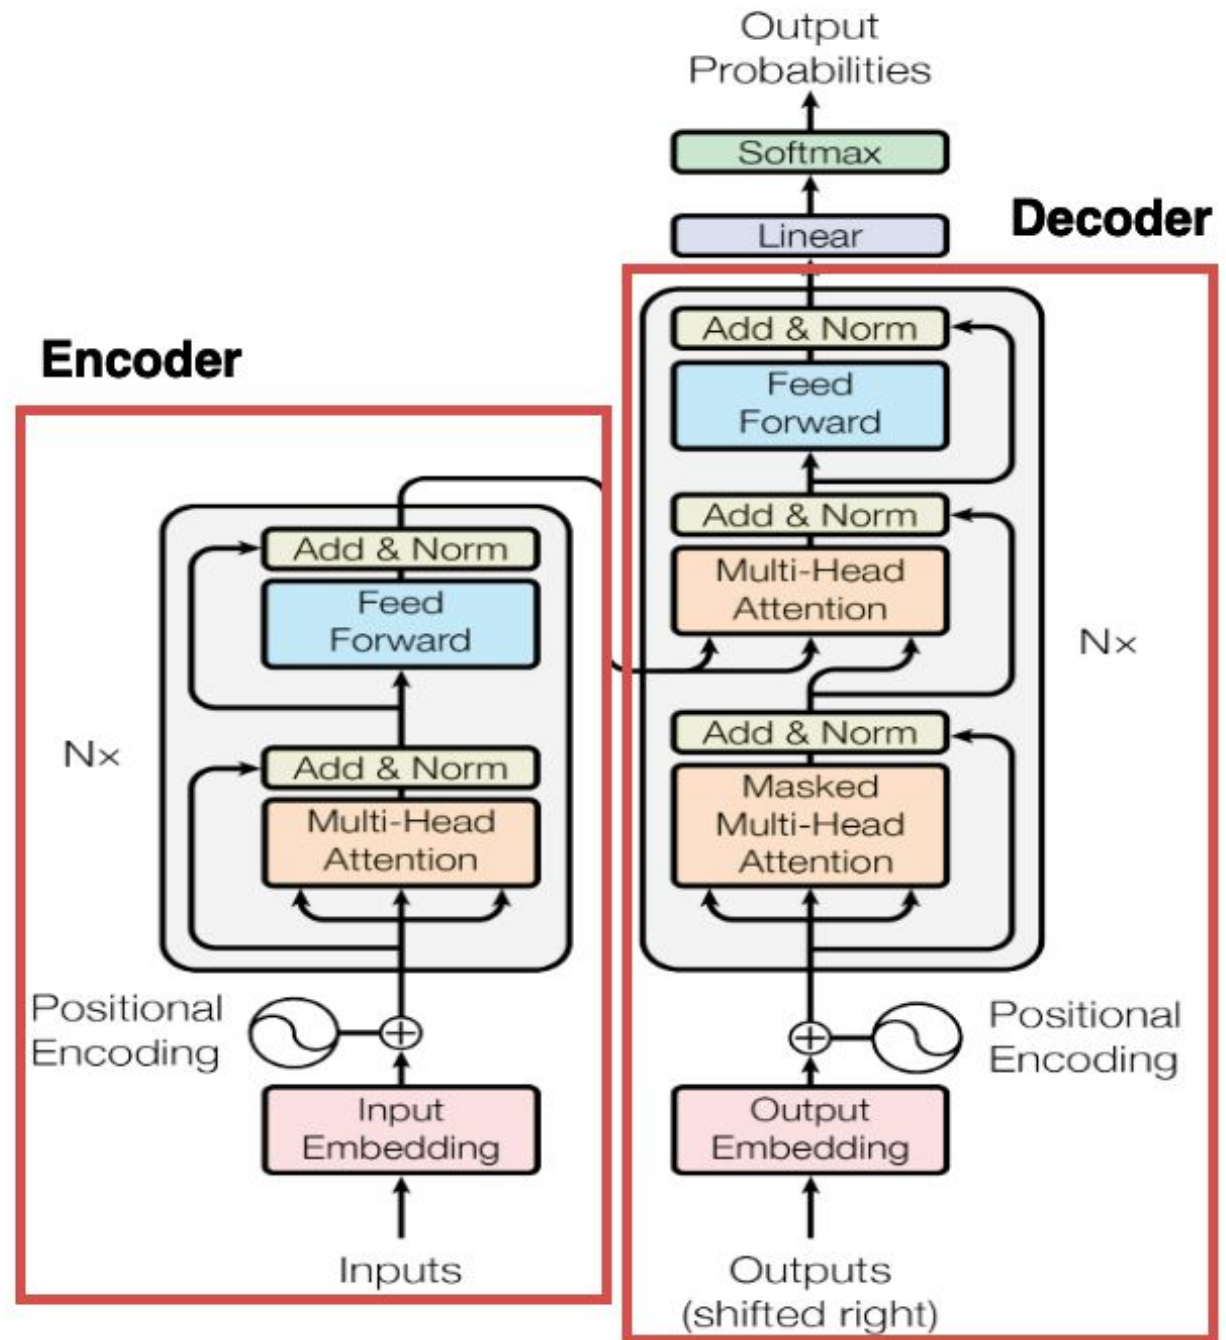 Output
Probabilities
Softmax
Linear
Decoder
Add & Norm
Feed
Forward
Add & Norm
Multi-Head
Attention
Nx
Add & Norm
Masked
Multi-Head
Attention
Positional
Encoding
Output
Embedding
Outputs
(shifted right)
Encoder
Add & Norm
Feed
Forward
Nx
Add & Norm
Multi-Head
Attention
Positional
Encoding
Input
Embedding
Inputs